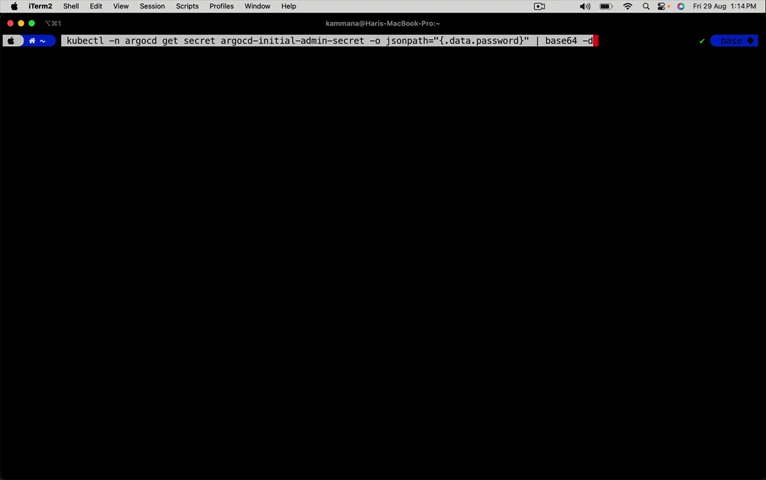 iTerm2 Shell Edit View Session Scripts Profiles Window Help Fri 29 Aug 1:14 PM
⌥⌘1 kammana@Haris-MacBook-Pro:~
~ kubectl -n argocd get secret argocd-initial-admin-secret -o jsonpath="{.data.password}" | base64 -d ✔ base